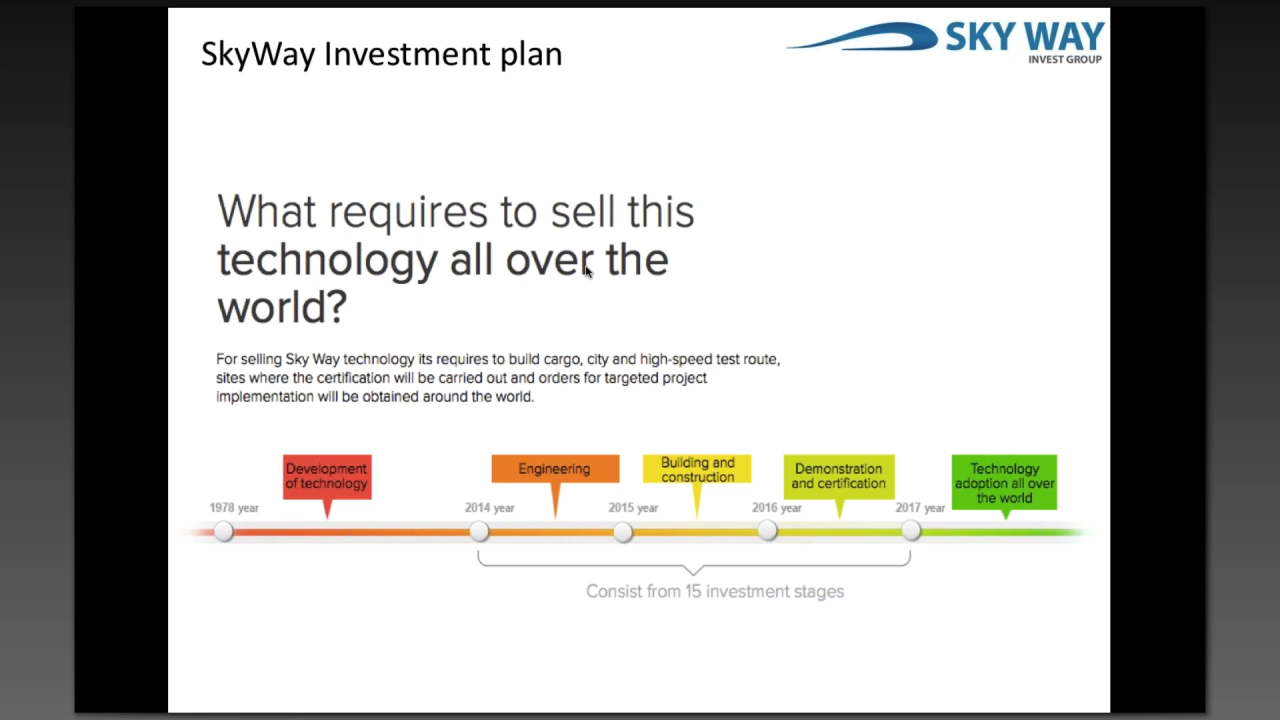 SkyWay Investment plan
SKY WAY
INVEST GROUP
What requires to sell this
technology all over the
world?
For selling Sky Way technology its requires to build cargo, city and high-speed test route,
sites where the certification will be carried out and orders for targeted project
implementation will be obtained around the world.
Development
of technology
Engineering
Building and
construction
Demonstration
and certification
Technology
adoption all over
the world
1978 year
2014 year
2015 year
2016 year
2017 year
Consist from 15 investment stages